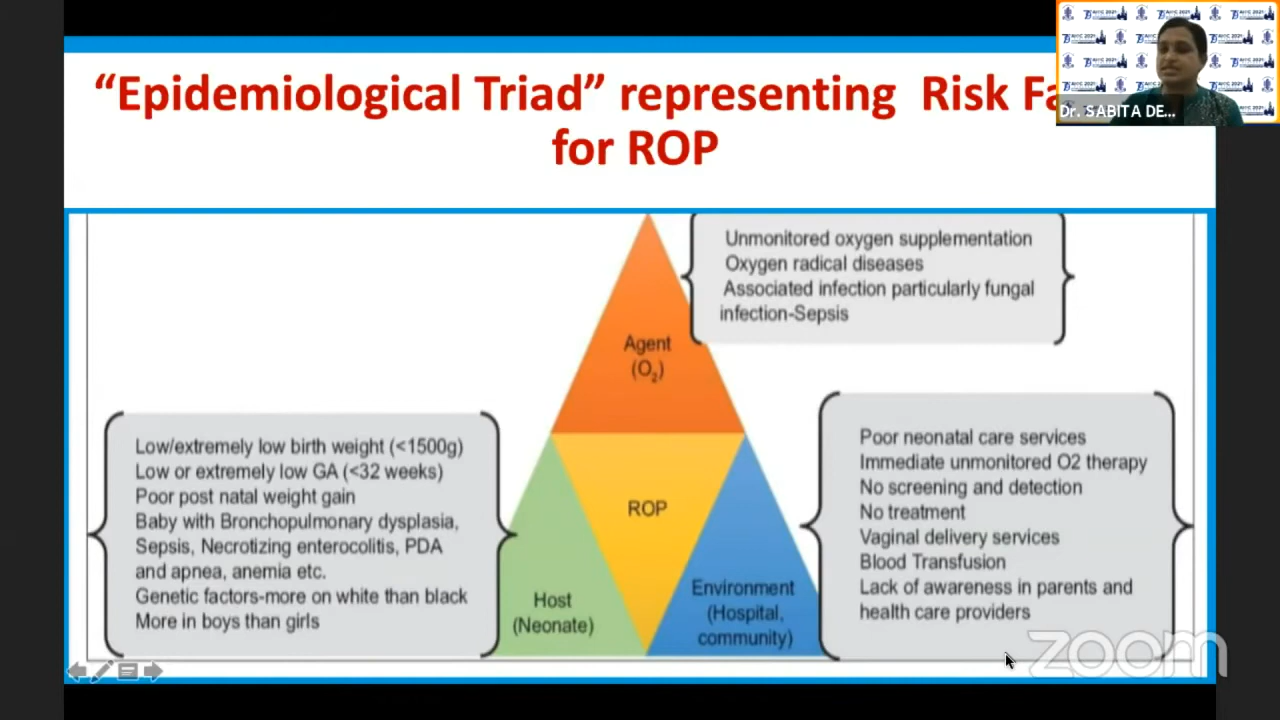 “Epidemiological Triad” representing Risk Fa
for ROP
Dr. SABITA DE...
Unmonitored oxygen supplementation
Oxygen radical diseases
Associated infection particularly fungal
infection-Sepsis
Agent
(O₂)
Low/extremely low birth weight (<1500g)
Low or extremely low GA (<32 weeks)
Poor post natal weight gain
Baby with Bronchopulmonary dysplasia,
Sepsis, Necrotizing enterocolitis, PDA
and apnea, anemia etc.
Genetic factors-more on white than black
More in boys than girls
ROP
Host
(Neonate)
Environment
(Hospital,
community)
Poor neonatal care services
Immediate unmonitored O2 therapy
No screening and detection
No treatment
Vaginal delivery services
Blood Transfusion
Lack of awareness in parents and
health care providers
zoom